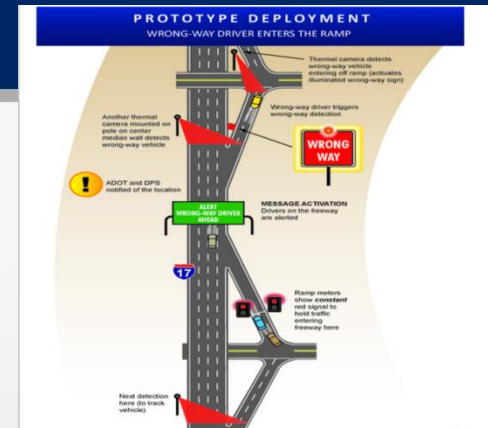 PROTOTYPE DEPLOYMENT
WRONG-WAY DRIVER ENTERS THE RAMP
Thermal camera detects
wrong-way vehicle
entering off ramp (activates
illuminated wrong-way sign)
Another thermal
camera mounted on
pole on center
median wall detects
wrong-way vehicle
Wrong-way driver triggers
wrong-way detection
WRONG
WAY
!
ADOT and DPS
notified of the location
ALERT
WRONG-WAY DRIVER
AHEAD
MESSAGE ACTIVATION
Drivers on the freeway
are alerted
17
Ramp meters
show constant
red signal to
hold traffic
entering
freeway here
Next detection
here (to track
vehicle)